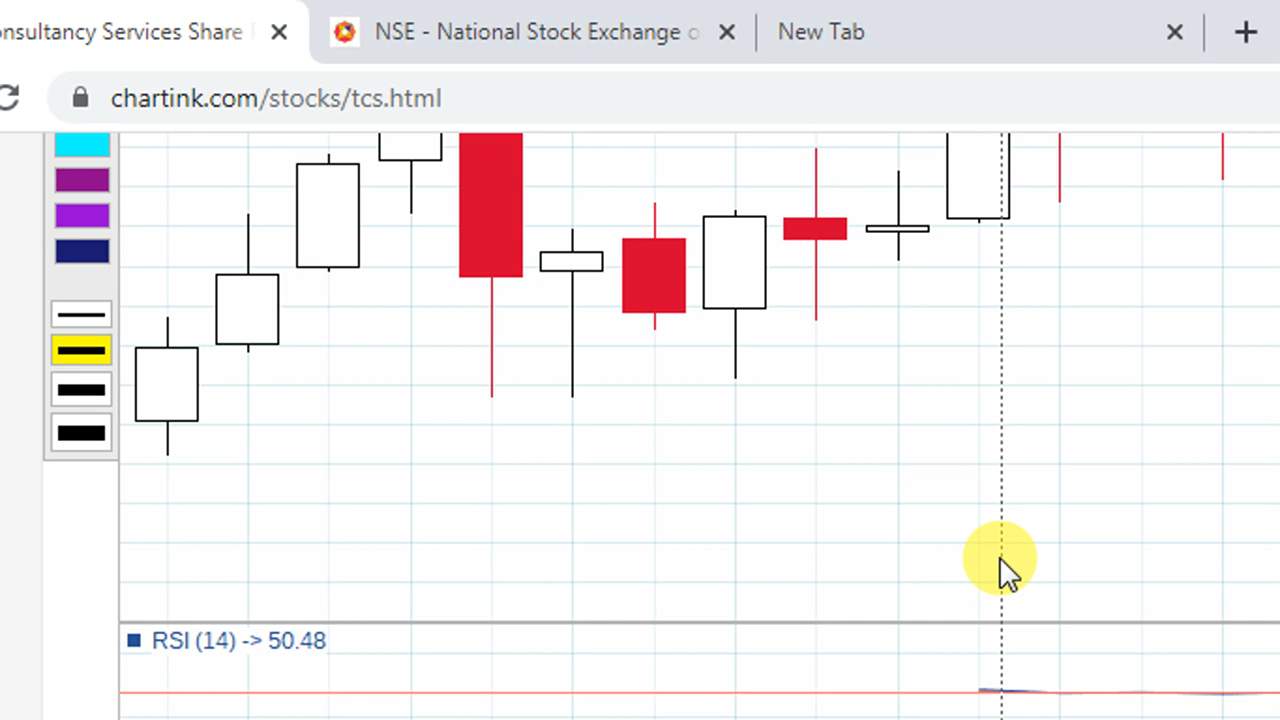 onsultancy Services Share
NSE - National Stock Exchange o
New Tab
chartink.com/stocks/tcs.html
RSI (14) -> 50.48